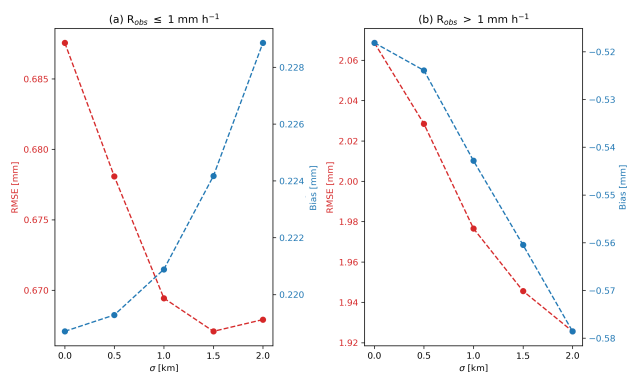 (a) R_obs ≤ 1 mm h⁻¹
0.685
0.680
0.675
0.670
RMSE [mm]
0.0 0.5 1.0 1.5 2.0
σ [km]
0.228
0.226
0.224
0.222
0.220
Bias [mm]
(b) R_obs > 1 mm h⁻¹
2.06
2.04
2.02
2.00
1.98
1.96
1.94
1.92
RMSE [mm]
0.0 0.5 1.0 1.5 2.0
σ [km]
−0.52
−0.53
−0.54
−0.55
−0.56
−0.57
−0.58
Bias [mm]